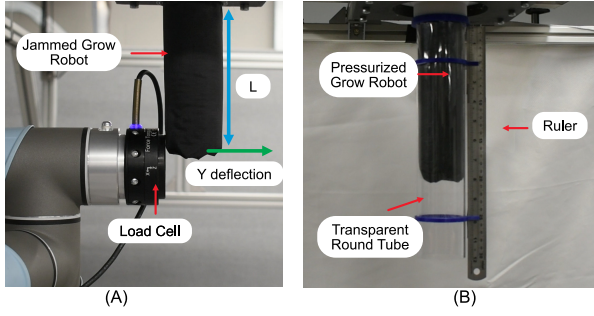 Jammed Grow
Robot
L
Y deflection
Load Cell
(A)
Pressurized
Grow Robot
Ruler
Transparent
Round Tube
(B)